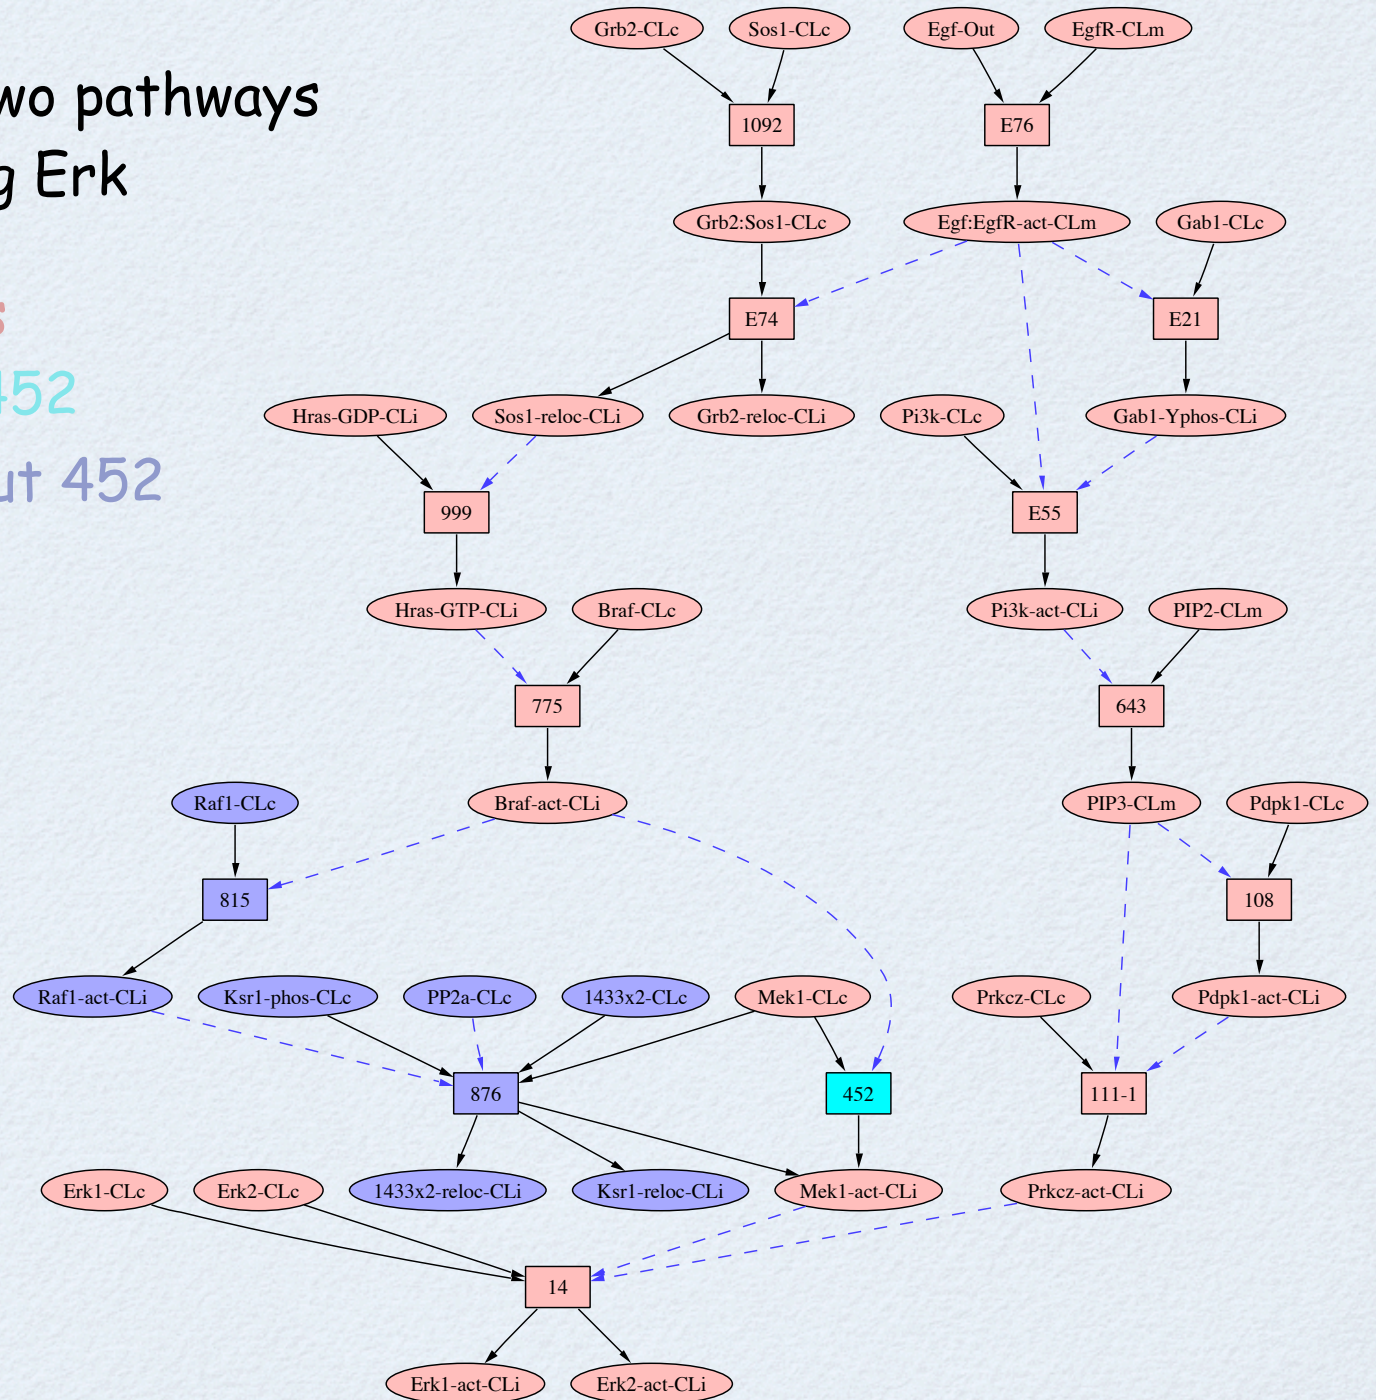 Grb2-CLc Sos1-CLc Egf-Out EgfR-CLm
pathways
1092 E76
Erk
Grb2:Sos1-CLc Egf:EgfR-act-CLm Gab1-CLc
E74 E21
452
Hras-GDP-CLi Sos1-reloc-CLi Grb2-reloc-CLi Pi3k-CLc Gab1-Yphos-CLi
452
999 E55
Hras-GTP-CLi Braf-CLc Pi3k-act-CLi PIP2-CLm
775 643
Raf1-CLc Braf-act-CLi PIP3-CLm Pdpk1-CLc
815 108
Raf1-act-CLi Ksr1-phos-CLc PP2a-CLc 1433x2-CLc Mek1-CLc Prkcz-CLc Pdpk1-act-CLi
876 452 111-1
Erk1-CLc Erk2-CLc 1433x2-reloc-CLi Ksr1-reloc-CLi Mek1-act-CLi Prkcz-act-CLi
14
Erk1-act-CLi Erk2-act-CLi